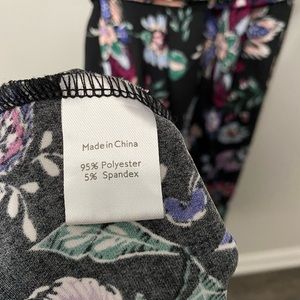 Made in China
95% Polyester
5% Spandex